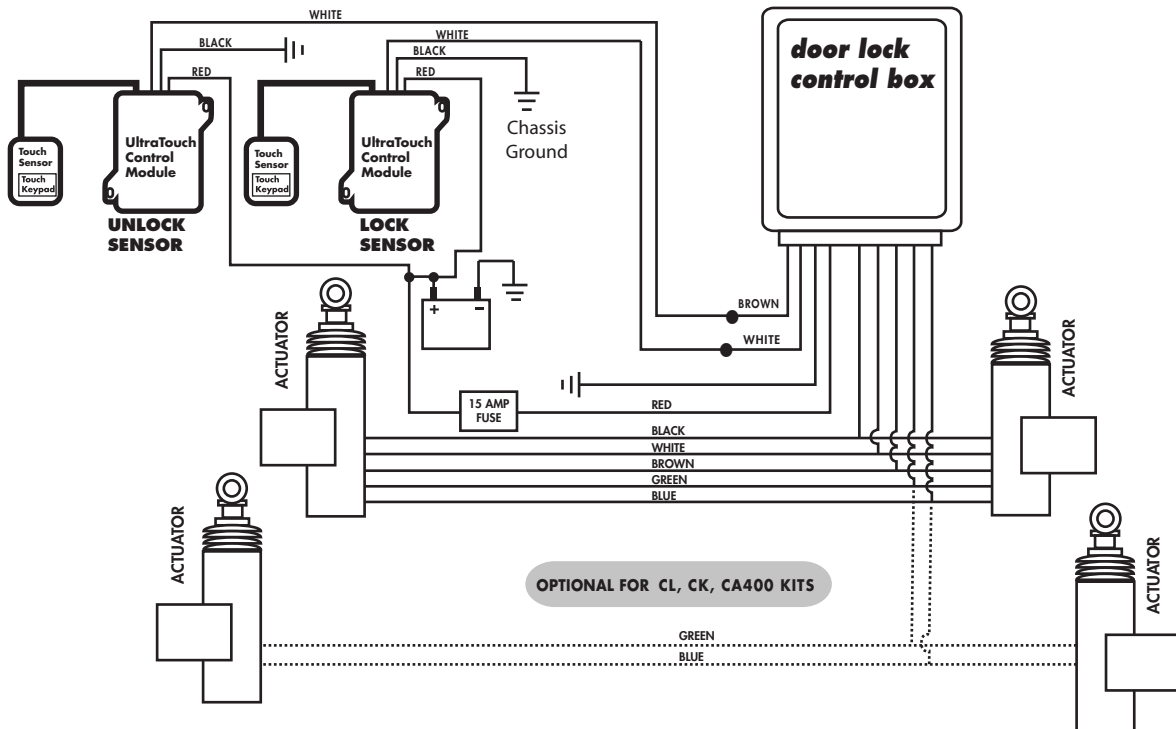 WHITE
WHITE
BLACK
BLACK
RED
RED
door lock
control box
Touch
Sensor
Touch
Keypad
UltraTouch
Control
Module
UNLOCK
SENSOR
Touch
Sensor
Touch
Keypad
UltraTouch
Control
Module
LOCK
SENSOR
Chassis
Ground
+
-
BROWN
WHITE
ACTUATOR
ACTUATOR
15 AMP
FUSE
RED
BLACK
WHITE
BROWN
GREEN
BLUE
ACTUATOR
ACTUATOR
OPTIONAL FOR CL, CK, CA400 KITS
GREEN
BLUE